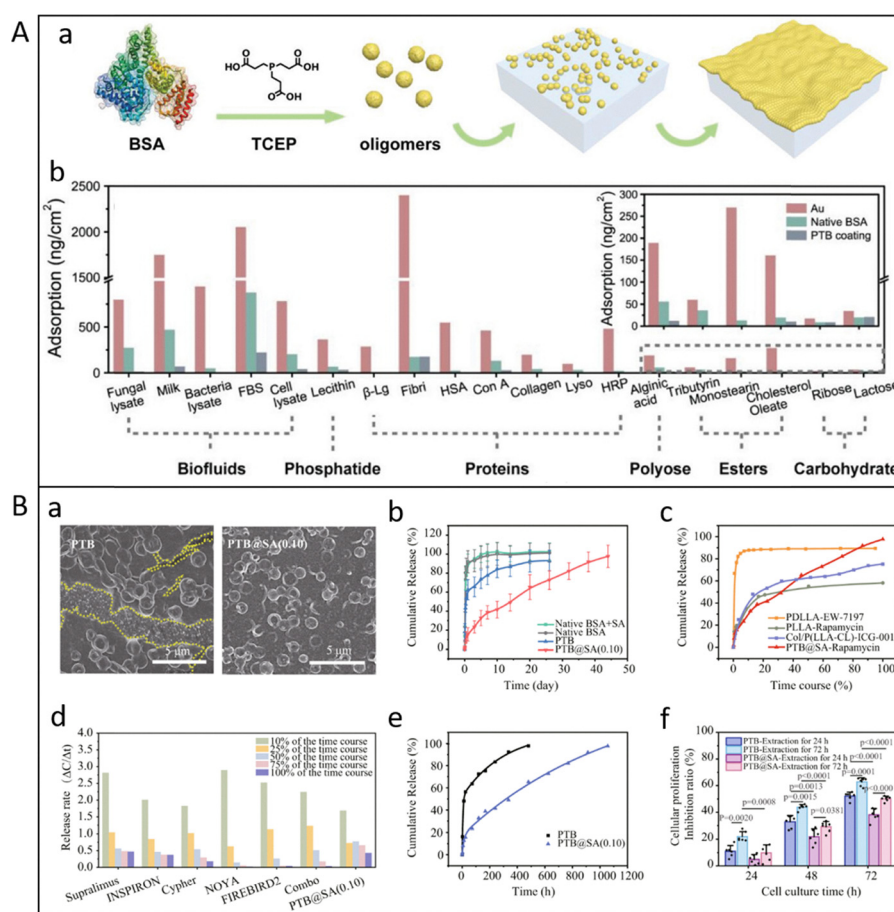 A
a
BSA
TCEP
oligomers
HO
O
O
OH
P
O
OH
b
Adsorption (ng/cm²)
2500
2000
1500
500
250
0
Fungal lysate
Milk
Bacteria lysate
FBS
Cell lysate
Lecithin
β-Lg
Fibri
HSA
Con A
Collagen
Lyso
HRP
Alginic acid
Tributyrin
Monostearin
Cholesterol Oleate
Ribose
Lactose
Biofluids
Phosphatide
Proteins
Polyose
Esters
Carbohydrate
Adsorption (ng/cm²)
300
250
200
150
100
50
0
Au
Native BSA
PTB coating
B
a
PTB
5 μm
PTB@SA(0.10)
5 μm
b
Cumulative Release (%)
120
100
80
60
40
20
0
Native BSA+SA
Native BSA
PTB
PTB@SA(0.10)
0 10 20 30 40 50
Time (day)
c
Cumulative Release (%)
100
80
60
40
20
0
PDLLA-EW-7197
PLLA-Rapamycin
Col/P(LLA-CL)-ICG-001
PTB@SA-Rapamycin
0 20 40 60 80 100
Time course (%)
d
Release rate (ΔC/Δt)
4.0
3.5
3.0
2.5
2.0
1.5
1.0
0.5
0.0
10% of the time course
25% of the time course
50% of the time course
75% of the time course
100% of the time course
Supralimus
INSPIRON
Cypher
NOYA
FIREBIRD2
Combo
PTB@SA(0.10)
e
Cumulative Release (%)
100
80
60
40
20
0
PTB
PTB@SA(0.10)
0 200 400 600 800 1000 1200
Time (h)
f
Cellular proliferation
Inhibition ratio (%)
100
80
60
40
20
0
PTB-Extraction for 24 h
PTB-Extraction for 72 h
PTB@SA-Extraction for 24 h
PTB@SA-Extraction for 72 h
p=0.0020
p=0.0008
p<0.0001
p=0.0013
p=0.0015
p=0.0381
p<0.0001
p<0.0001
p=0.0001
24 48 72
Cell culture time (h)